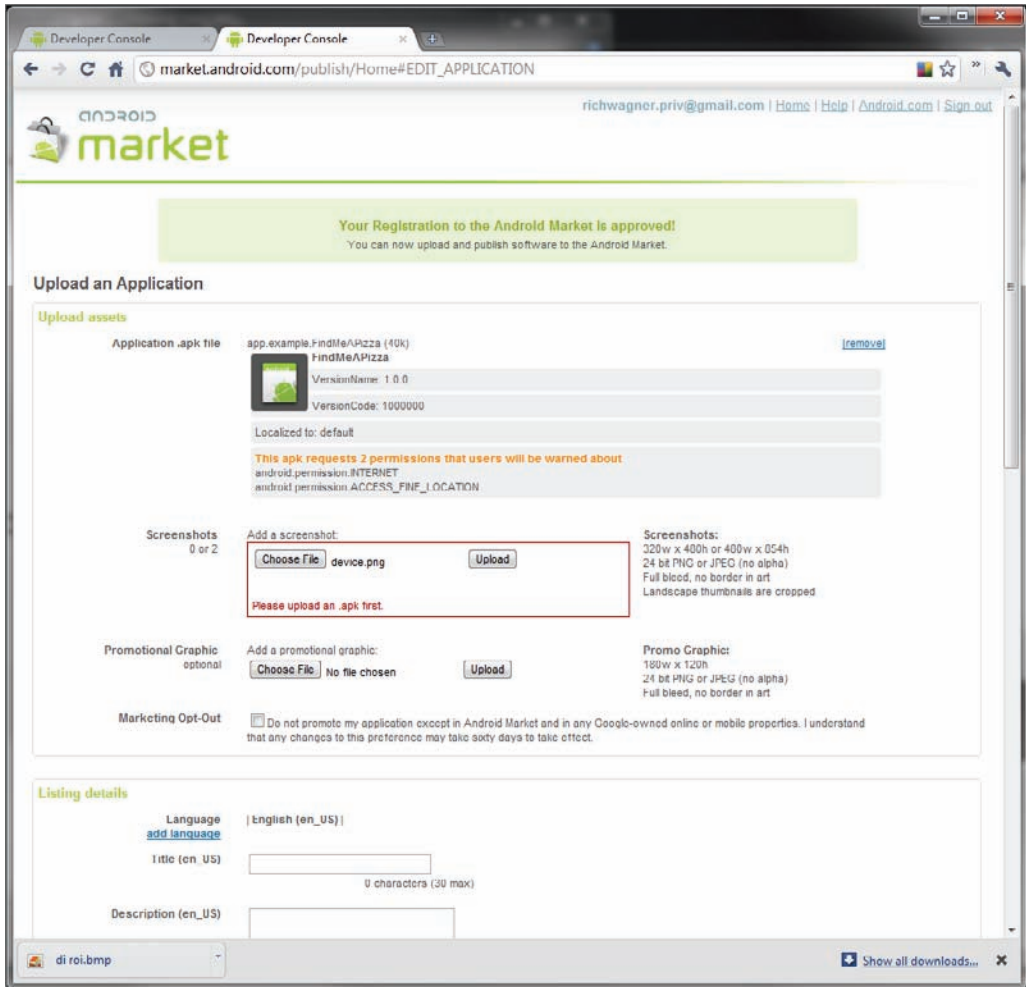 Developer Console
Developer Console
market.android.com/publish/Home#EDIT_APPLICATION
richwagner.priv@gmail.com | Home | Help | Android.com | Sign out
android
market
Your Registration to the Android Market is approved!
You can now upload and publish software to the Android Market.
Upload an Application
Upload assets
Application .apk file
app.example.FindMeAPizza (40k)
[remove]
FindMeAPizza
VersionName: 1.0.0
VersionCode: 1000000
Localized to: default
This apk requests 2 permissions that users will be warned about
android.permission.INTERNET
android.permission.ACCESS_FINE_LOCATION
Screenshots
0 or 2
Add a screenshot:
Choose File device.png Upload
Please upload an .apk first.
Screenshots:
320w x 480h or 480w x 854h
24 bit PNG or JPEG (no alpha)
Full bleed, no border in art
Landscape thumbnails are cropped
Promotional Graphic
optional
Add a promotional graphic:
Choose File No file chosen Upload
Promo Graphic:
180w x 120h
24 bit PNG or JPEG (no alpha)
Full bleed, no border in art
Marketing Opt-Out
Do not promote my application except in Android Market and in any Google-owned online or mobile properties. I understand
that any changes to this preference may take sixty days to take effect.
Listing details
Language
add language
| English (en_US) |
Title (en_US)
0 characters (30 max)
Description (en_US)
di roi.bmp
Show all downloads...